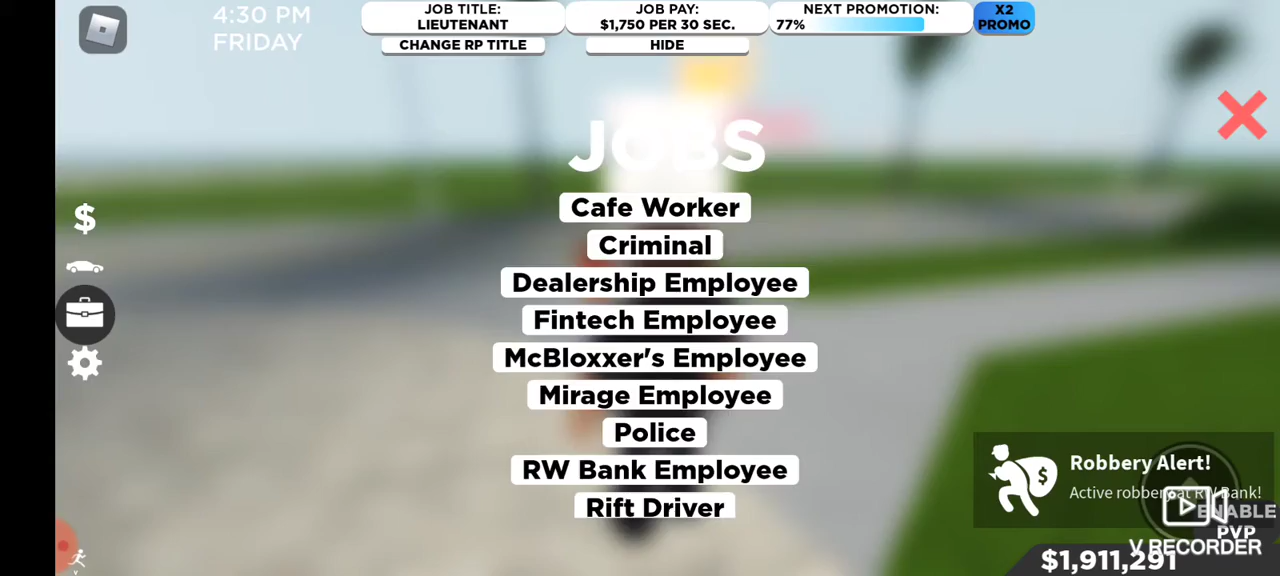 4:30 PM
FRIDAY
JOB TITLE:
LIEUTENANT
CHANGE RP TITLE
JOB PAY:
$1,750 PER 30 SEC.
HIDE
NEXT PROMOTION:
77%
X2
PROMO
JOBS
$
Cafe Worker
Criminal
Dealership Employee
Fintech Employee
McBloxxer's Employee
Mirage Employee
Police
RW Bank Employee
Rift Driver
Robbery Alert!
Active robbery at RW Bank!
ENABLE
PVP
V RECORDER
$1,911,291